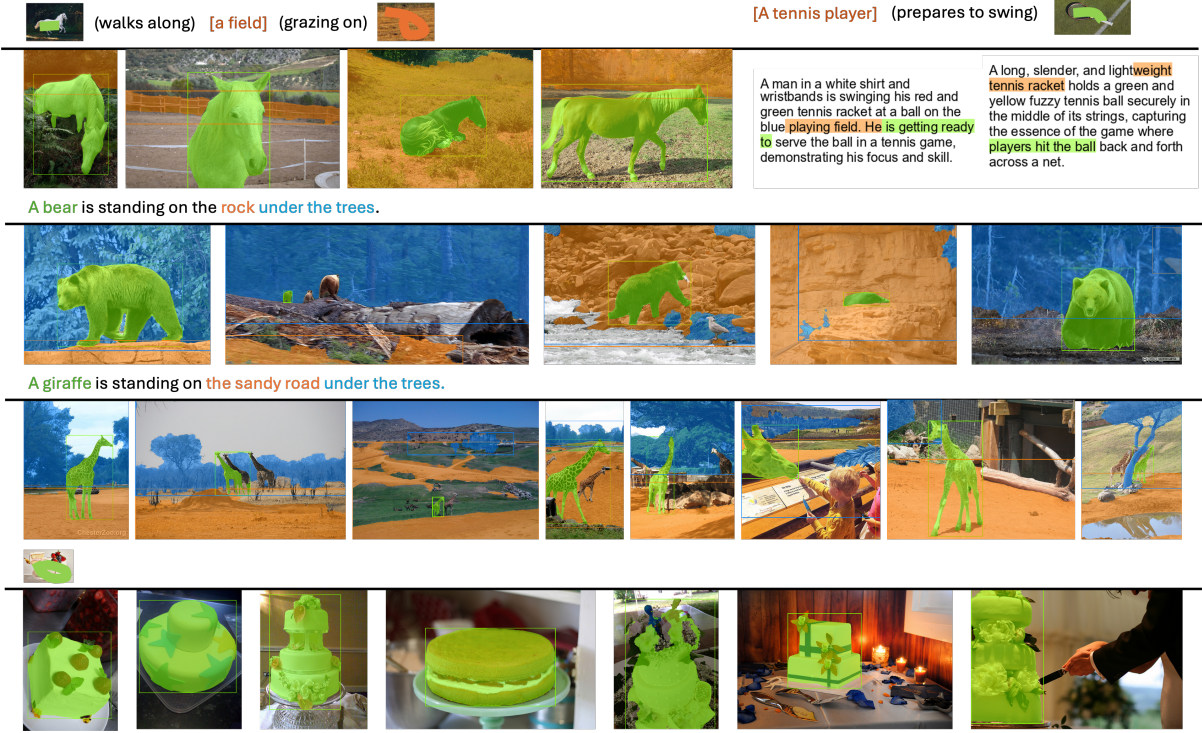 (walks along) [a field] (grazing on)
[A tennis player] (prepares to swing)
A man in a white shirt and
wristbands is swinging his red and
green tennis racket at a ball on the
blue playing field. He is getting ready
to serve the ball in a tennis game,
demonstrating his focus and skill.
A long, slender, and lightweight
tennis racket holds a green and
yellow fuzzy tennis ball securely in
the middle of its strings, capturing
the essence of the game where
players hit the ball back and forth
across a net.
A bear is standing on the rock under the trees.
A giraffe is standing on the sandy road under the trees.
©ChesterZoo.org